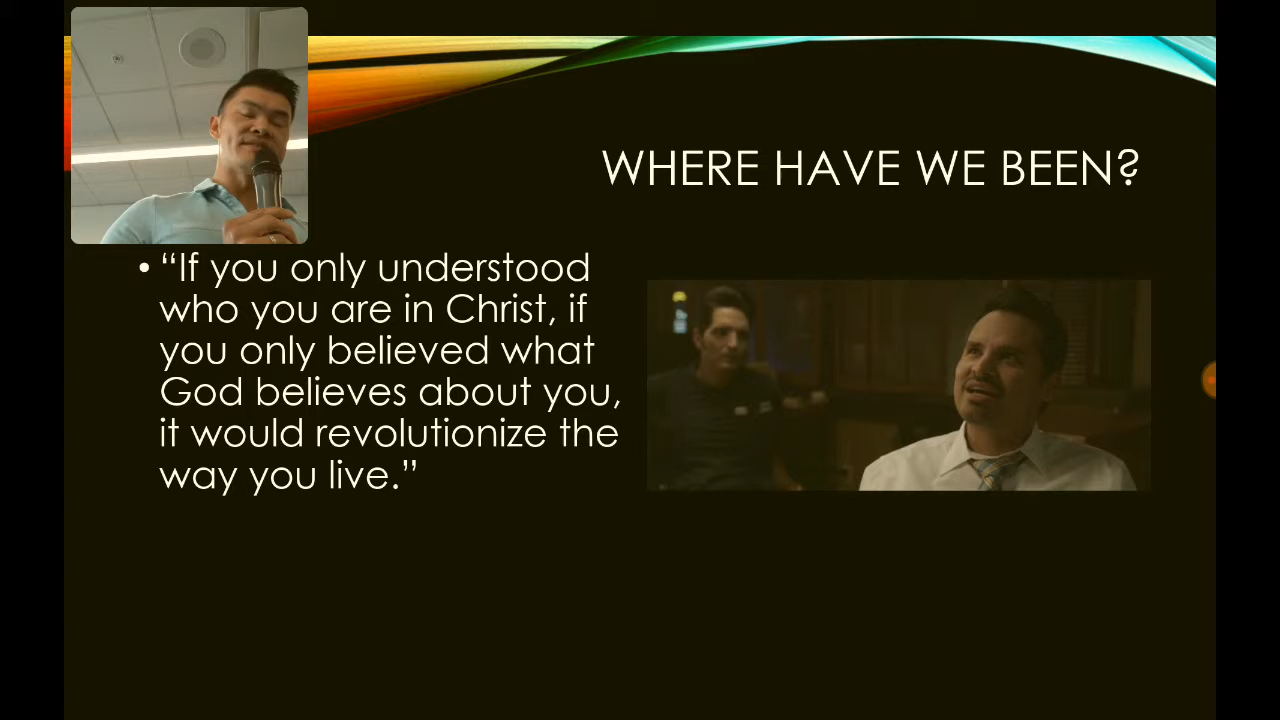 WHERE HAVE WE BEEN?
• “If you only understood
who you are in Christ, if
you only believed what
God believes about you,
it would revolutionize the
way you live.”